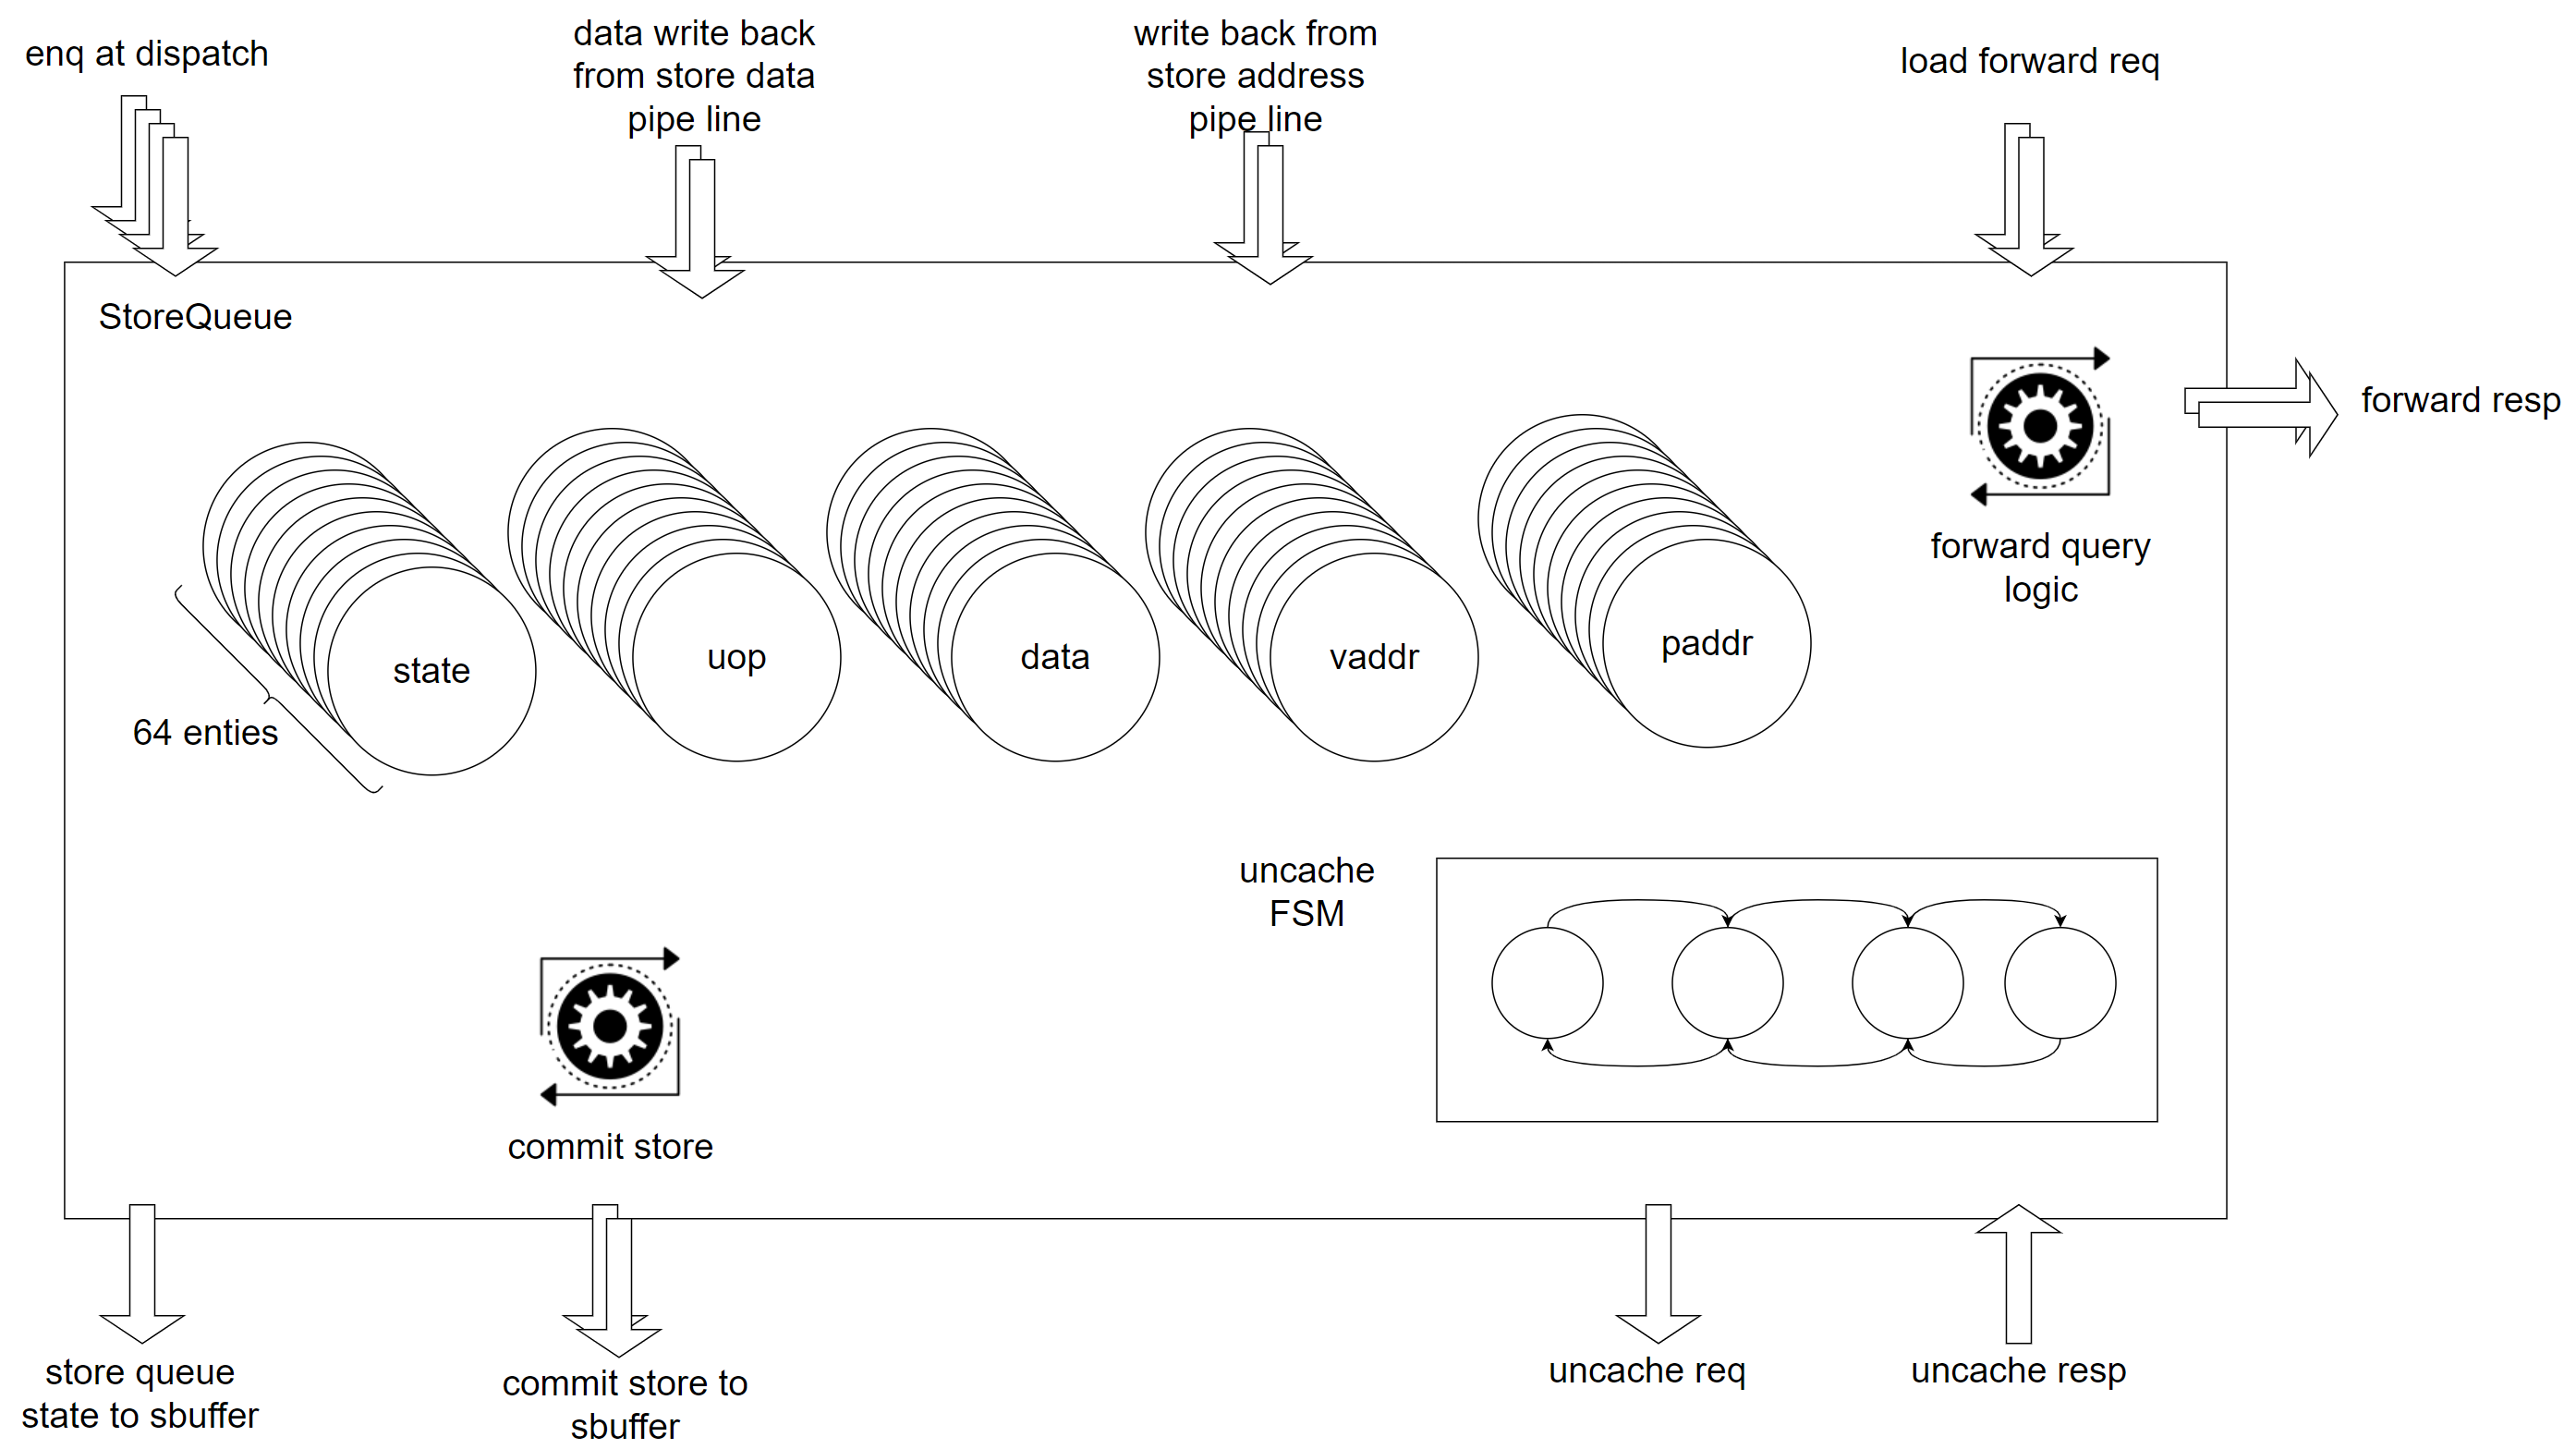 enq at dispatch
data write back
from store data
pipe line
write back from
store address
pipe line
load forward req
StoreQueue
forward resp
forward query
logic
state
uop
data
vaddr
paddr
64 enties
uncache
FSM
commit store
store queue
state to sbuffer
commit store to
sbuffer
uncache req
uncache resp